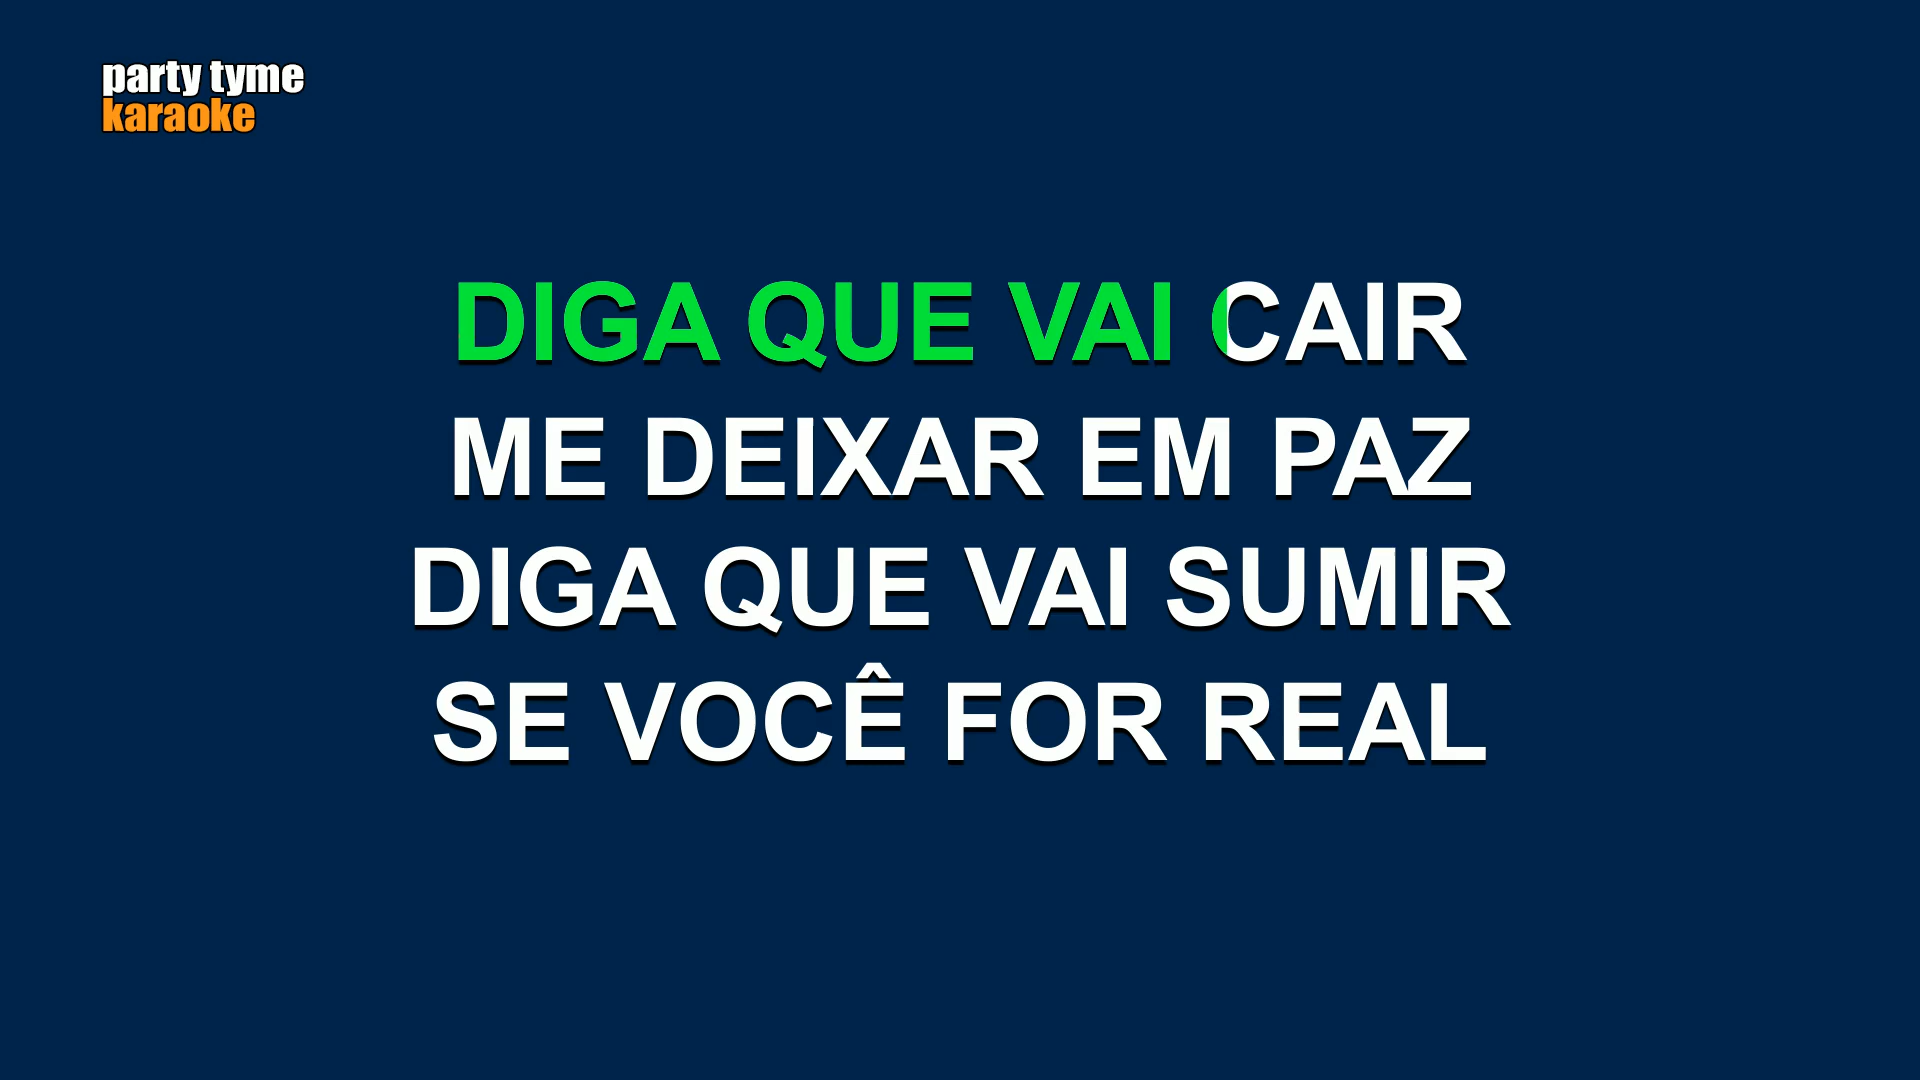 party tyme
karaoke
DIGA QUE VAI CAIR
ME DEIXAR EM PAZ
DIGA QUE VAI SUMIR
SE VOCÊ FOR REAL